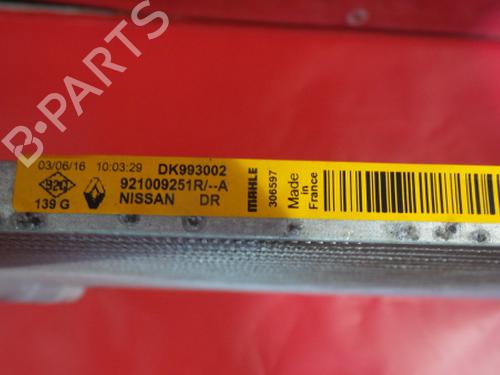 B-PARTS
03/06/16 10:03:29 DK993002
92Q 921009251R/--A
139 G NISSAN DR
MAHLE
306597
Made in France